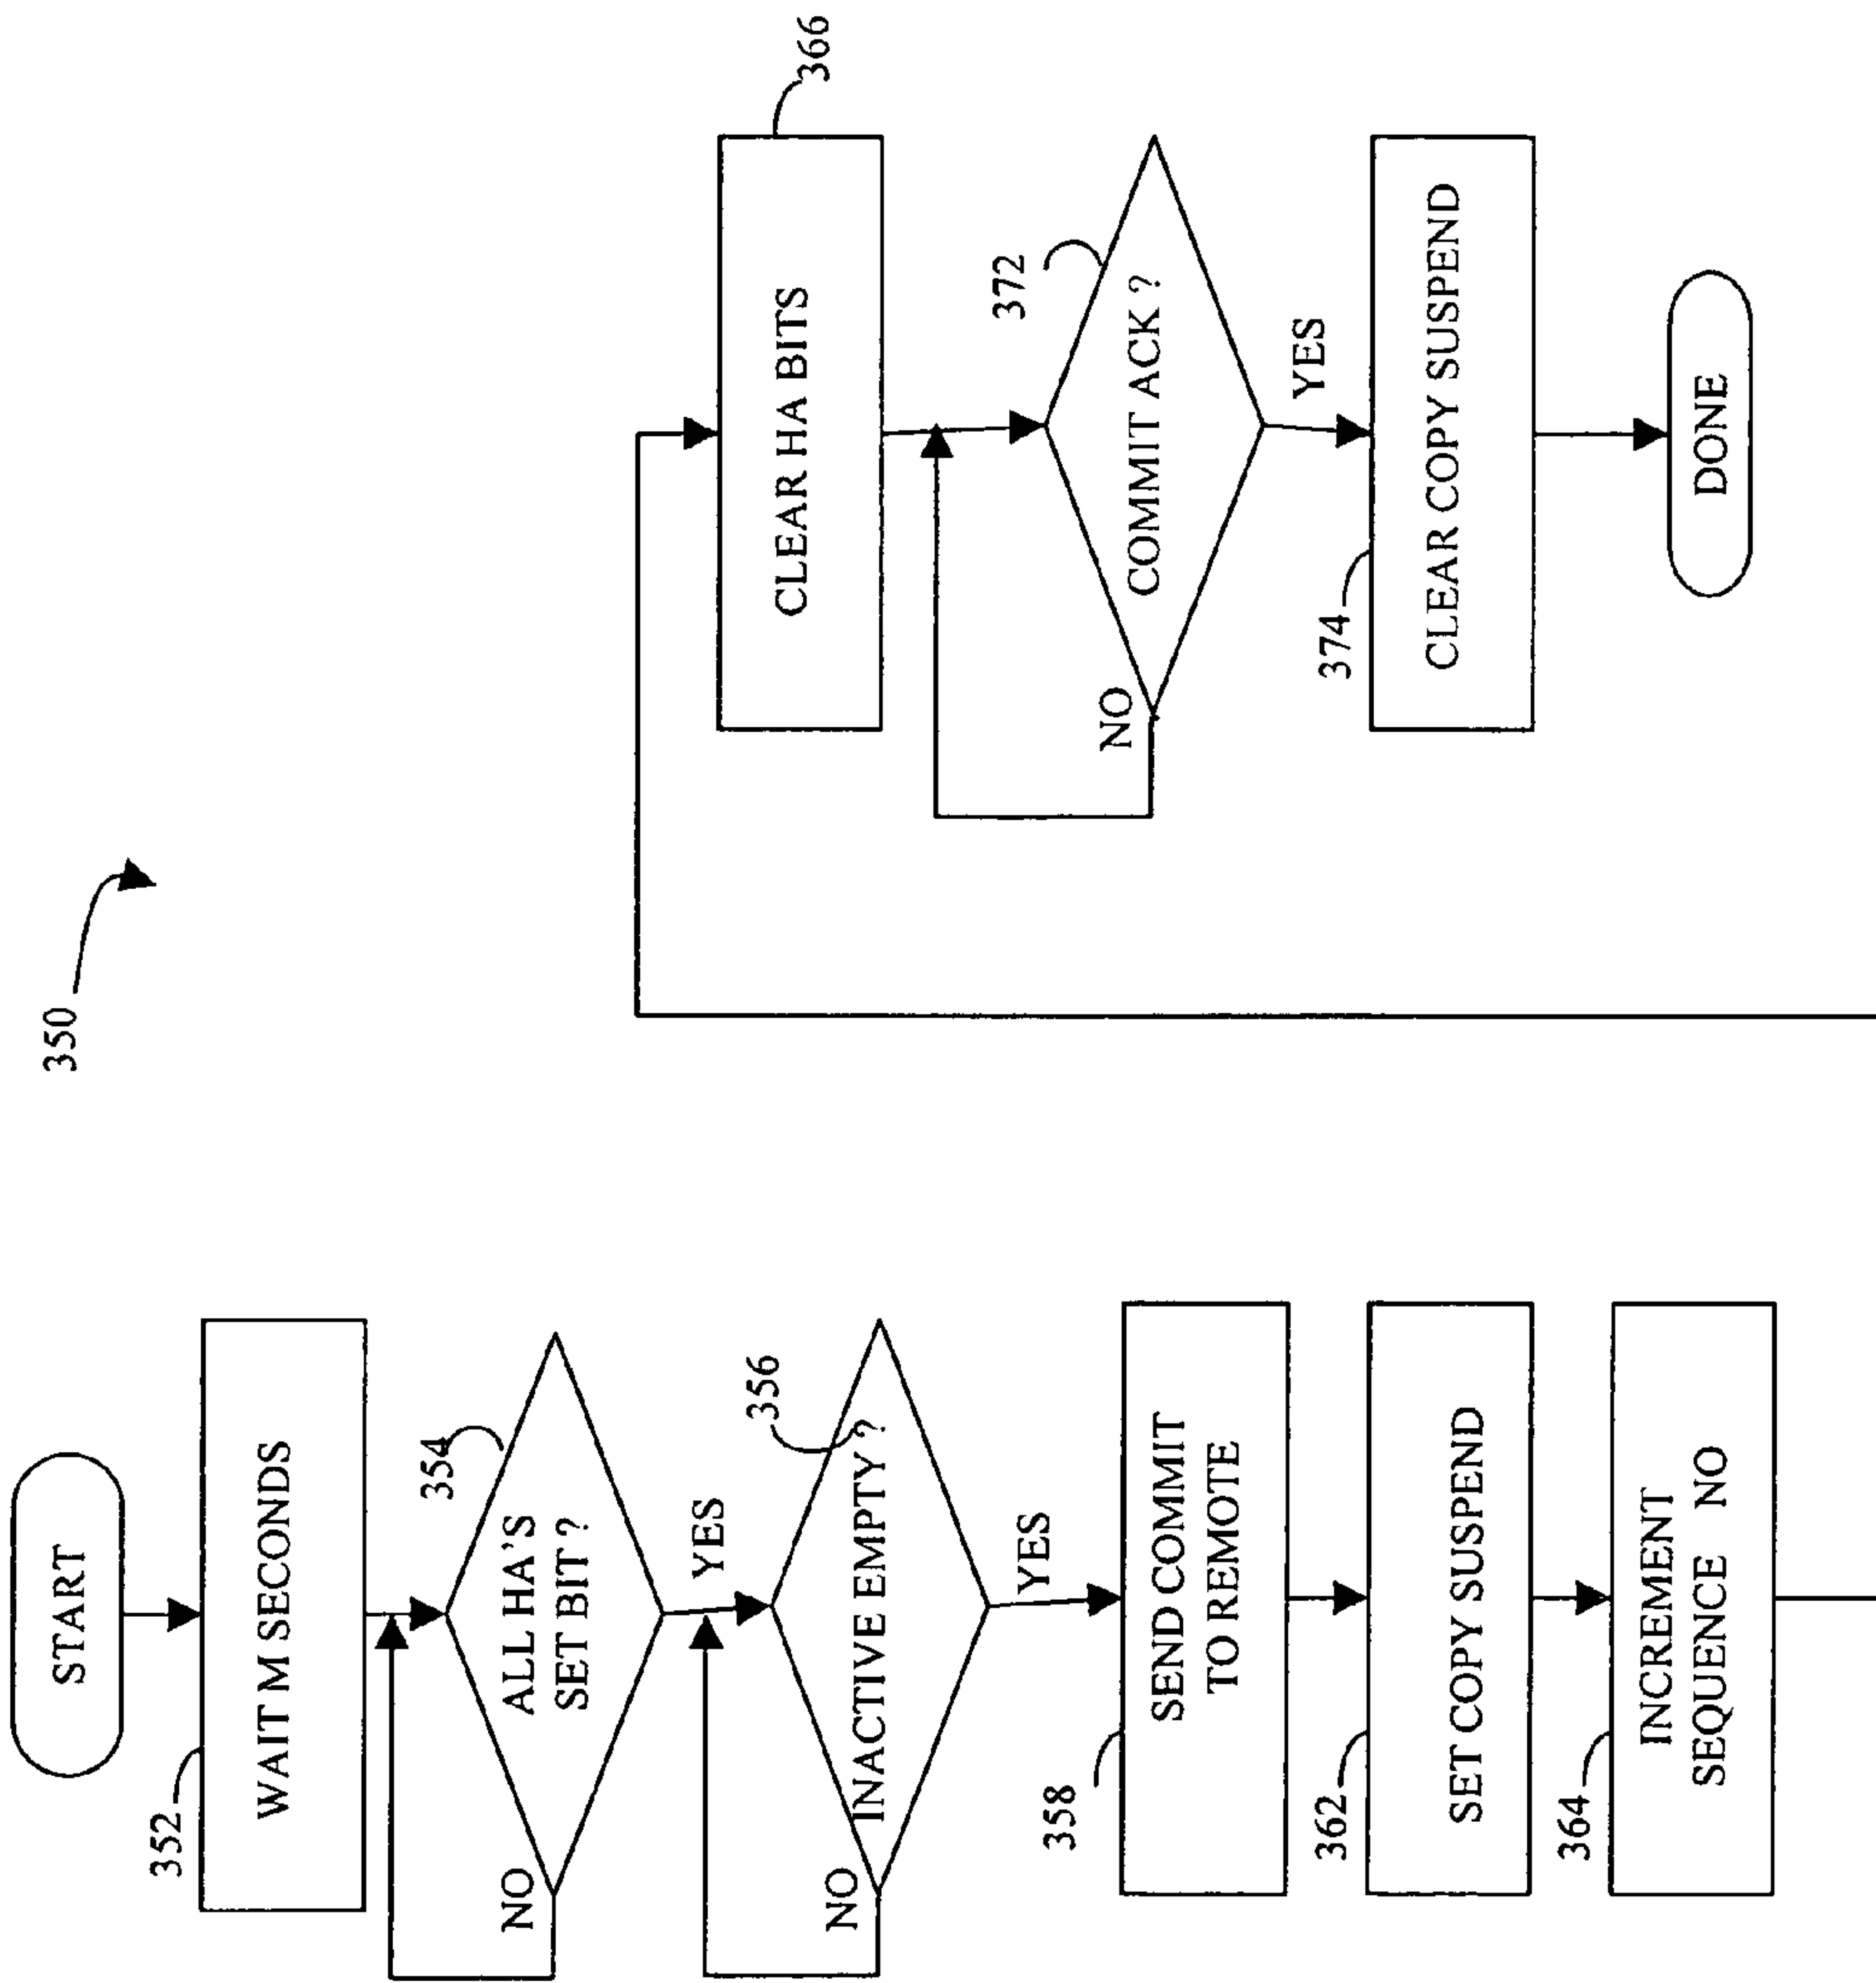 350
START
352
WAIT M SECONDS
354
ALL HA'S
SET BIT ?
NO
YES
356
INACTIVE EMPTY ?
NO
YES
358
SEND COMMIT
TO REMOTE
362
SET COPY SUSPEND
364
INCREMENT
SEQUENCE NO
366
CLEAR HA BITS
372
COMMIT ACK ?
NO
YES
374
CLEAR COPY SUSPEND
DONE